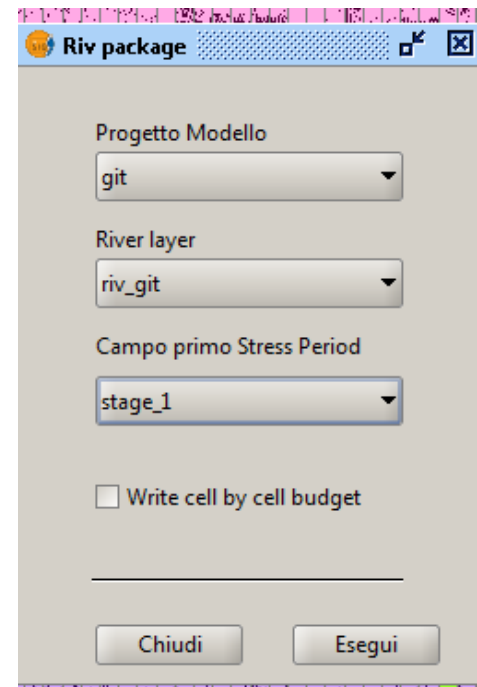 Riv package
Progetto Modello
git
River layer
riv_git
Campo primo Stress Period
stage_1
Write cell by cell budget
Chiudi Esegui